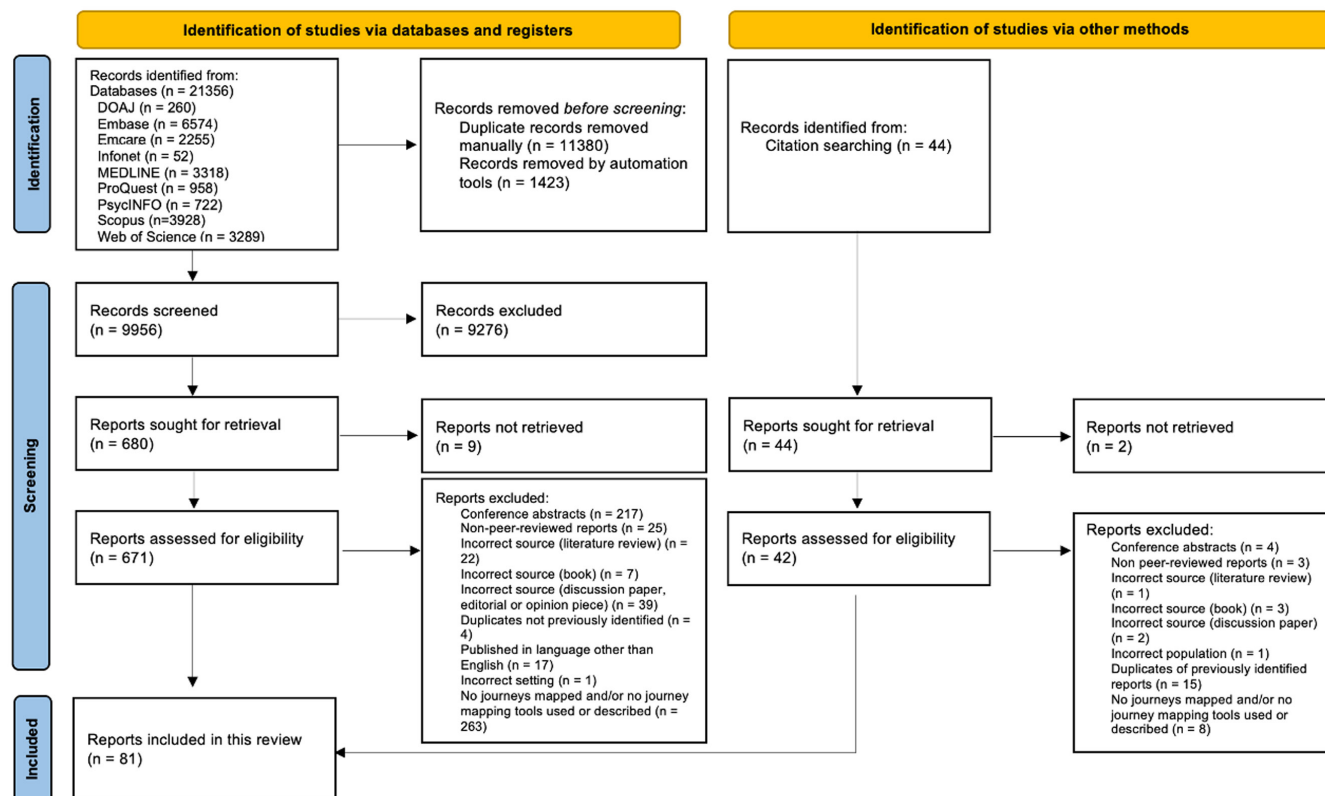 Identification of studies via databases and registers
Identification of studies via other methods
Identification
Records identified from:
Databases (n = 21356)
DOAJ (n = 260)
Embase (n = 6574)
Emcare (n = 2255)
Infonet (n = 52)
MEDLINE (n = 3318)
ProQuest (n = 958)
PsycINFO (n = 722)
Scopus (n=3928)
Web of Science (n = 3289)
Records removed before screening:
Duplicate records removed
manually (n = 11380)
Records removed by automation
tools (n = 1423)
Records identified from:
Citation searching (n = 44)
Screening
Records screened
(n = 9956)
Records excluded
(n = 9276)
Reports sought for retrieval
(n = 680)
Reports not retrieved
(n = 9)
Reports sought for retrieval
(n = 44)
Reports not retrieved
(n = 2)
Reports assessed for eligibility
(n = 671)
Reports excluded:
Conference abstracts (n = 217)
Non-peer-reviewed reports (n = 25)
Incorrect source (literature review) (n =
22)
Incorrect source (book) (n = 7)
Incorrect source (discussion paper,
editorial or opinion piece) (n = 39)
Duplicates not previously identified (n =
4)
Published in language other than
English (n = 17)
Incorrect setting (n = 1)
No journeys mapped and/or no journey
mapping tools used or described (n =
263)
Reports assessed for eligibility
(n = 42)
Reports excluded:
Conference abstracts (n = 4)
Non peer-reviewed reports (n = 3)
Incorrect source (literature review)
(n = 1)
Incorrect source (book) (n = 3)
Incorrect source (discussion paper)
(n = 2)
Incorrect population (n = 1)
Duplicates of previously identified
reports (n = 15)
No journeys mapped and/or no
journey mapping tools used or
described (n = 8)
Included
Reports included in this review
(n = 81)